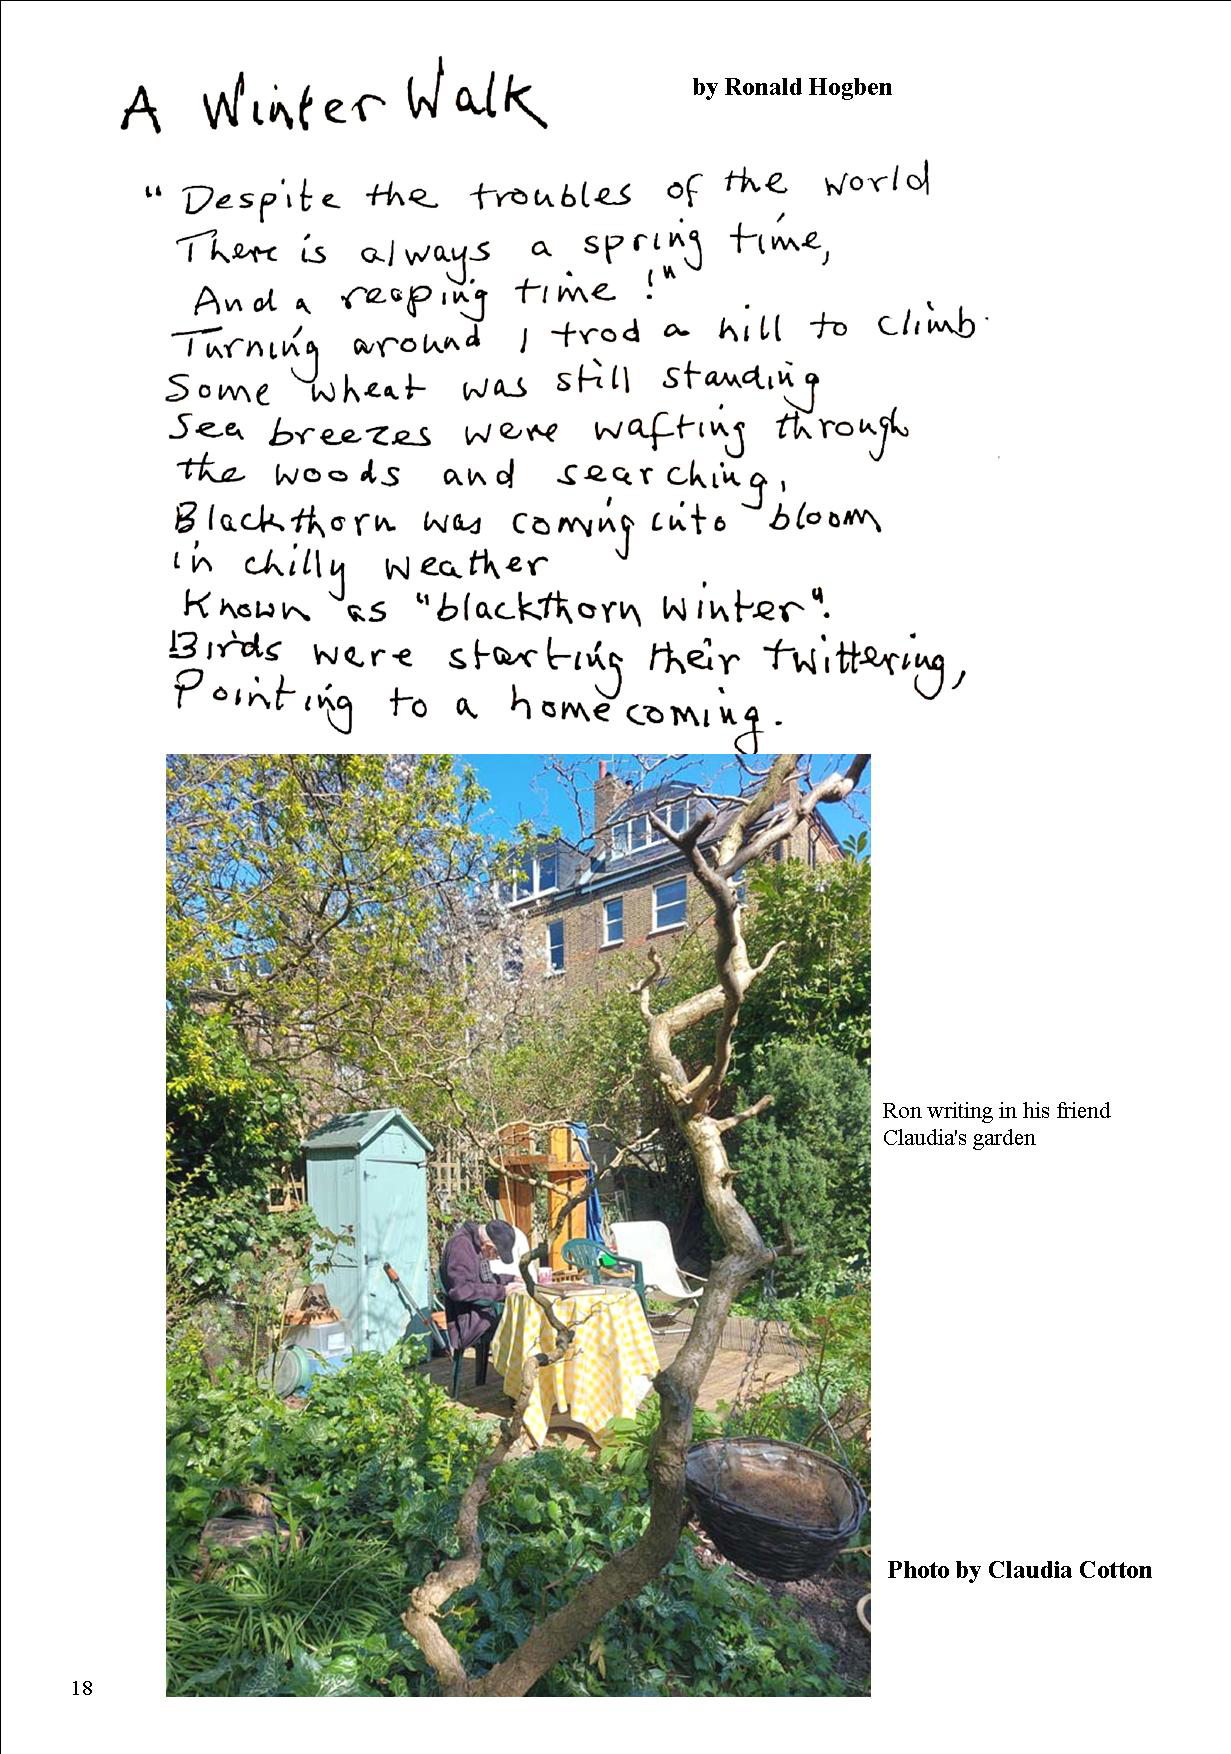 A Winter Walk
by Ronald Hogben
" Despite the troubles of the world
There is always a spring time,
And a reaping time !"
Turning around I trod a hill to climb.
Some wheat was still standing
Sea breezes were wafting through
the woods and searching,
Blackthorn was coming into bloom
in chilly weather
Known as "blackthorn winter".
Birds were starting their twittering,
Pointing to a homecoming.
Ron writing in his friend
Claudia's garden
Photo by Claudia Cotton
18